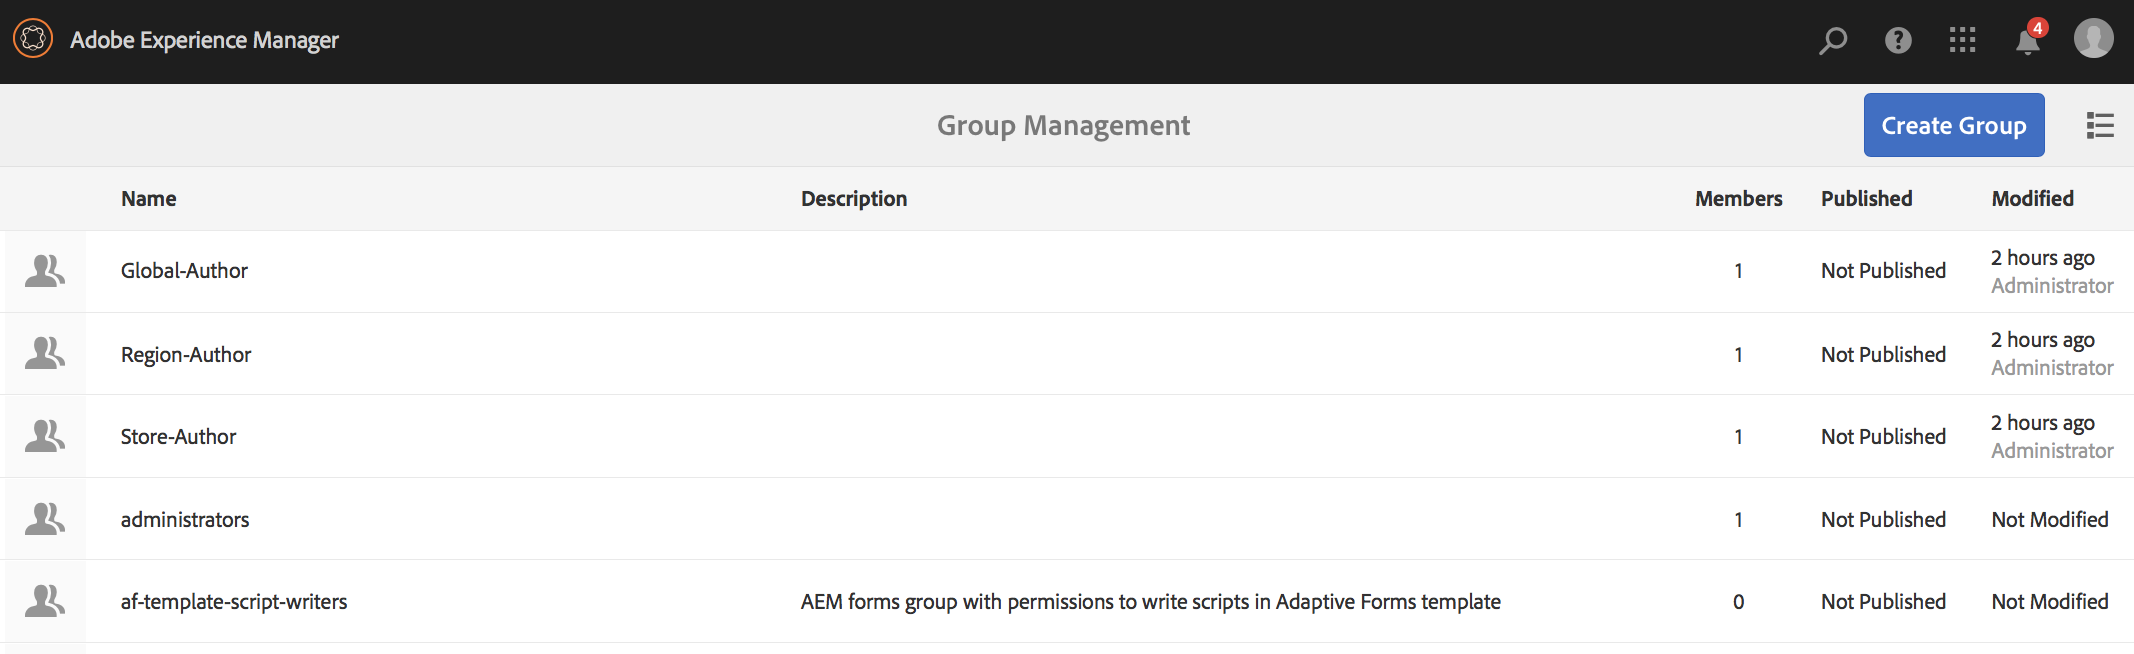 Adobe Experience Manager
4
Group Management
Create Group
Name Description Members Published Modified
Global-Author 1 Not Published 2 hours ago
Administrator
Region-Author 1 Not Published 2 hours ago
Administrator
Store-Author 1 Not Published 2 hours ago
Administrator
administrators 1 Not Published Not Modified
af-template-script-writers AEM forms group with permissions to write scripts in Adaptive Forms template 0 Not Published Not Modified